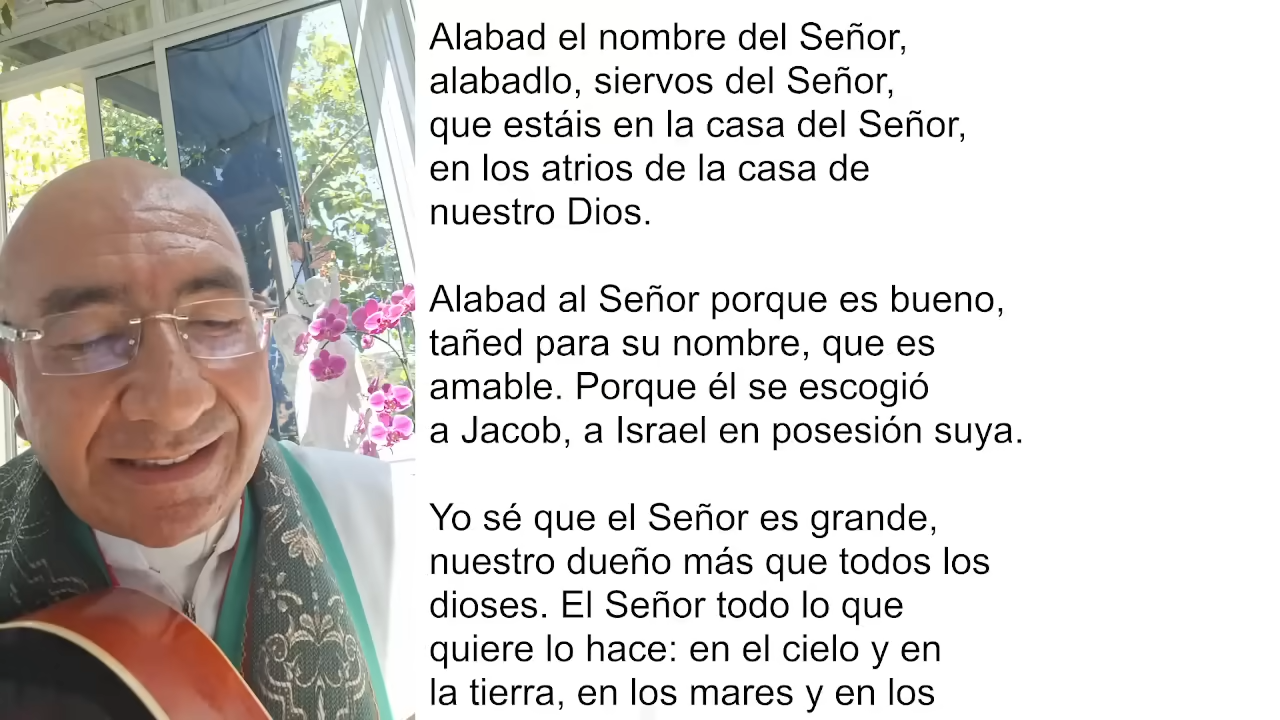 Alabad el nombre del Señor,
alabadlo, siervos del Señor,
que estáis en la casa del Señor,
en los atrios de la casa de
nuestro Dios.
Alabad al Señor porque es bueno,
tañed para su nombre, que es
amable. Porque él se escogió
a Jacob, a Israel en posesión suya.
Yo sé que el Señor es grande,
nuestro dueño más que todos los
dioses. El Señor todo lo que
quiere lo hace: en el cielo y en
la tierra, en los mares y en los